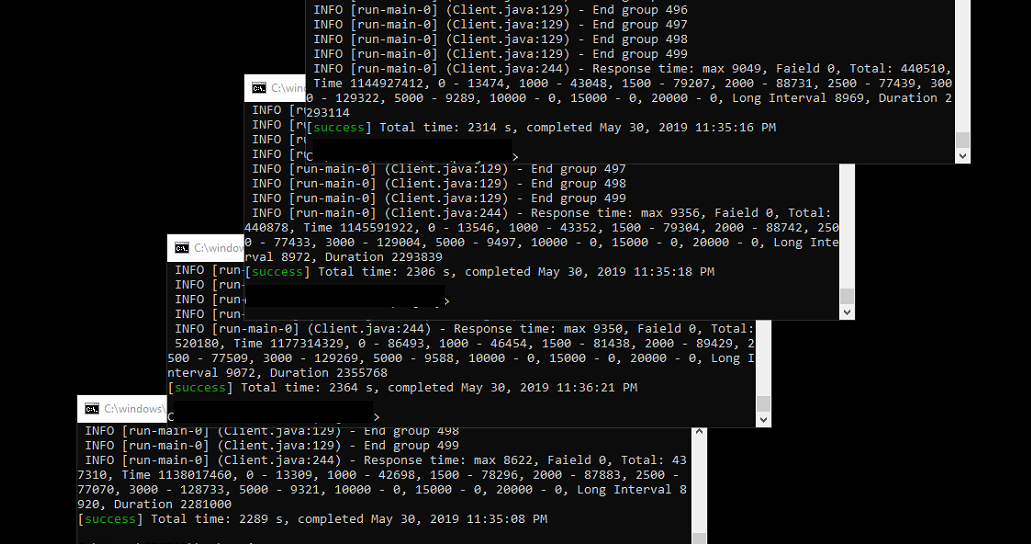 INFO [run-main-0] (Client.java:129) - End group 496
INFO [run-main-0] (Client.java:129) - End group 497
INFO [run-main-0] (Client.java:129) - End group 498
INFO [run-main-0] (Client.java:129) - End group 499
INFO [run-main-0] (Client.java:244) - Response time: max 9049, Faield 0, Total: 440510,
Time 1144927412, 0 - 13474, 1000 - 43048, 1500 - 79207, 2000 - 88731, 2500 - 77439, 300
0 - 129322, 5000 - 9289, 10000 - 0, 15000 - 0, 20000 - 0, Long Interval 8969, Duration 2
293114
[success] Total time: 2314 s, completed May 30, 2019 11:35:16 PM
>
C:\wind
INFO [r
INFO [r
INFO [r
INFO [r
INFO [run-main-0] (Client.java:129) - End group 497
INFO [run-main-0] (Client.java:129) - End group 498
INFO [run-main-0] (Client.java:129) - End group 499
INFO [run-main-0] (Client.java:244) - Response time: max 9356, Faield 0, Total:
440878, Time 1145591922, 0 - 13546, 1000 - 43352, 1500 - 79304, 2000 - 88742, 250
0 - 77433, 3000 - 129004, 5000 - 9497, 10000 - 0, 15000 - 0, 20000 - 0, Long Inte
rval 8972, Duration 2293839
[success] Total time: 2306 s, completed May 30, 2019 11:35:18 PM
>
C:\windov
INFO [run-
INFO [run-
INFO [run-
INFO [run-
INFO [run-main-0] (Client.java:244) - Response time: max 9350, Faield 0, Total:
520180, Time 1177314329, 0 - 86493, 1000 - 46454, 1500 - 81438, 2000 - 89429, 2
500 - 77509, 3000 - 129269, 5000 - 9588, 10000 - 0, 15000 - 0, 20000 - 0, Long I
nterval 9072, Duration 2355768
[success] Total time: 2364 s, completed May 30, 2019 11:36:21 PM
C >
C:\windows\
INFO [run-main-0] (Client.java:129) - End group 498
INFO [run-main-0] (Client.java:129) - End group 499
INFO [run-main-0] (Client.java:244) - Response time: max 8622, Faield 0, Total: 43
7310, Time 1138017460, 0 - 13309, 1000 - 42698, 1500 - 78296, 2000 - 87883, 2500 -
77070, 3000 - 128733, 5000 - 9321, 10000 - 0, 15000 - 0, 20000 - 0, Long Interval 8
920, Duration 2281000
[success] Total time: 2289 s, completed May 30, 2019 11:35:08 PM